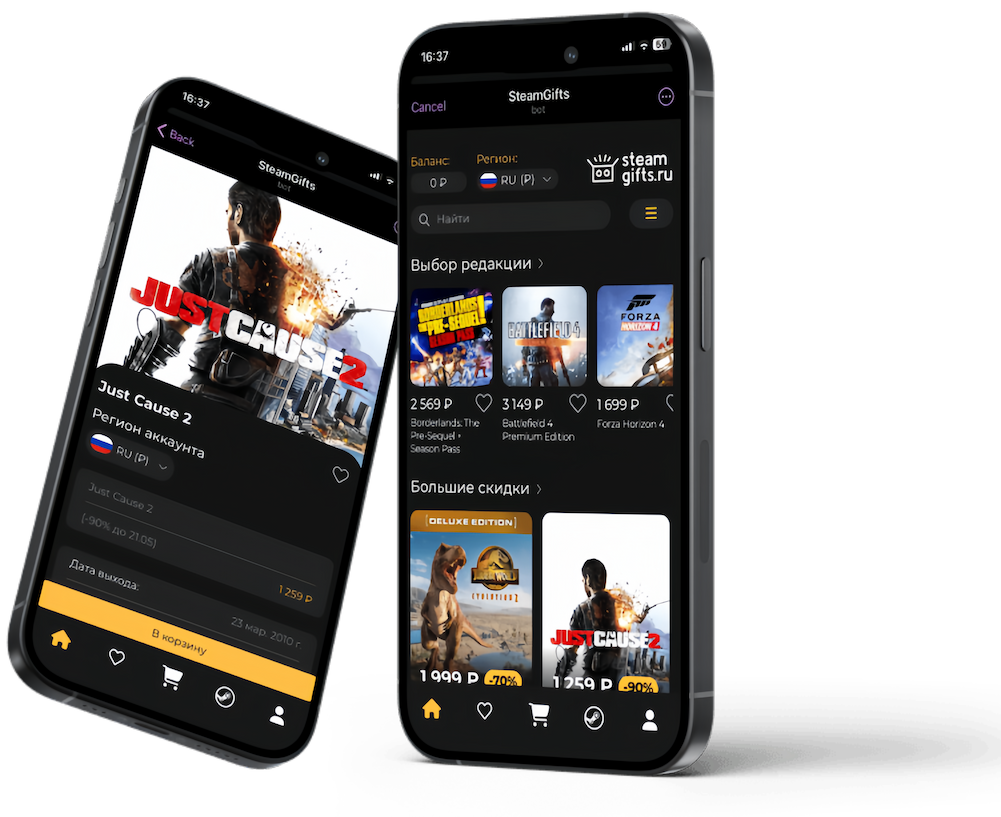 16:37
Back
SteamGifts
bot
JUST CAUSE 2
Just Cause 2
Регион аккаунта
RU (₽)
Just Cause 2
(-90% до 21.05)
1 259 ₽
Дата выхода:
23 мар. 2010 г.
В корзину
16:37
59
Cancel
SteamGifts
bot
Баланс:
0 ₽
Регион:
RU (₽)
steam
gifts.ru
Найти
Выбор редакции
BORDERLANDS
THE PRE-SEQUEL!
SEASON PASS
BATTLEFIELD 4
FORZA
HORIZON 4
2 569 ₽
3 149 ₽
1 699 ₽
Borderlands: The
Pre-Sequel +
Season Pass
Battlefield 4
Premium Edition
Forza Horizon 4
Большие скидки
DELUXE EDITION
JURASSIC WORLD
EVOLUTION 2
JUST CAUSE 2
1 999 ₽
-70%
1 259 ₽
-90%